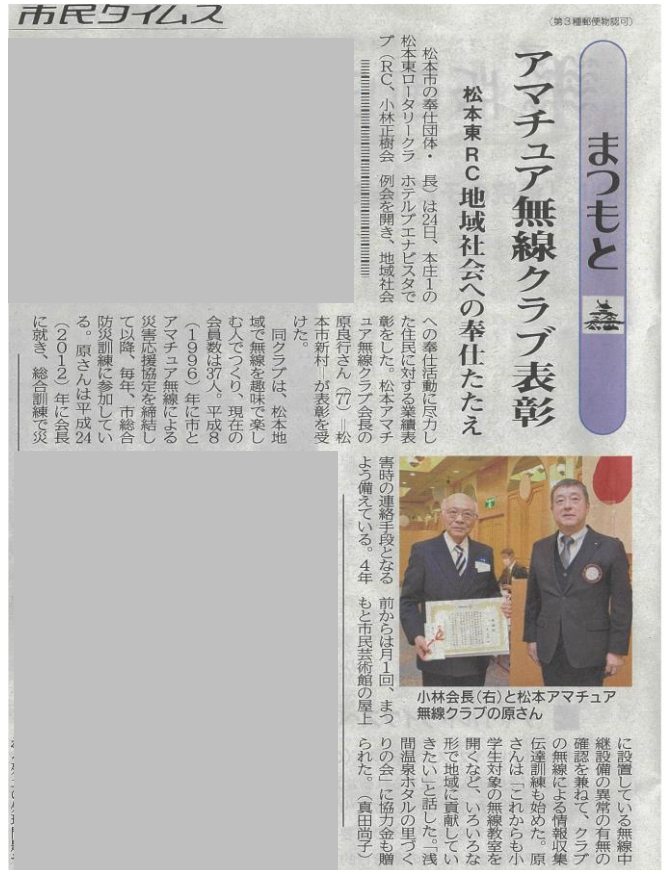 市民タイムス
(第3種郵便物認可)
まつもと
アマチュア無線クラブ表彰
松本東RC 地域社会への奉仕たたえ
松本市の奉仕団体・
松本東ロータリークラ
ブ(RC、小林正樹会
長)は24日、本庄1の
ホテルブエナビスタで
例会を開き、地域社会
への奉仕活動に尽力し
た住民に対する業績表
彰をした。松本アマチ
ュア無線クラブ会長の
原良行さん(77)=松
本市新村=が表彰を受
けた。
同クラブは、松本地
域で無線を趣味で楽し
む人でつくり、現在の
会員数は37人。平成8
(1996)年に市と
アマチュア無線による
災害応援協定を締結し
て以降、毎年、市総合
防災訓練に参加してい
る。原さんは平成24
(2012)年に会長
に就き、総合訓練で災
害時の連絡手段となる
よう備えている。4年
前からは月1回、まつ
もと市民芸術館の屋上
に設置している無線中
継設備の異常の有無の
確認を兼ねて、クラブ
の無線による情報収集
伝達訓練も始めた。原
さんは「これからも小
学生対象の無線教室を
開くなど、いろいろな
形で地域に貢献してい
きたい」と話した。「浅
間温泉ホタルの里づく
りの会」に協力金も贈
られた。(真田尚子)
小林会長(右)と松本アマチュア
無線クラブの原さん